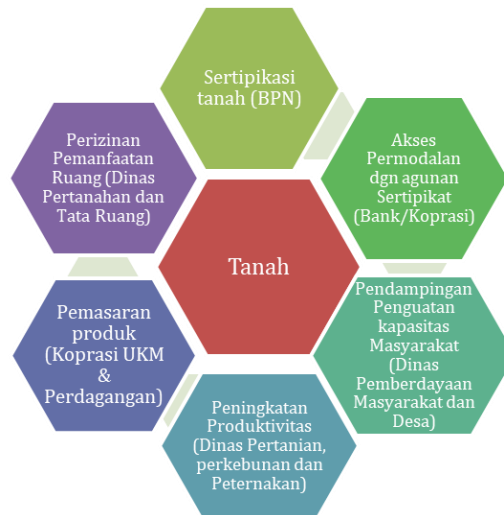 Sertipikasi
tanah (BPN)
Akses
Permodalan
dgn agunan
Sertipikat
(Bank/Koprasi)
Pendampingan
Penguatan
kapasitas
Masyarakat
(Dinas
Pemberdayaan
Masyarakat dan
Desa)
Peningkatan
Produktivitas
(Dinas Pertanian,
perkebunan dan
Peternakan)
Pemasaran
produk
(Koprasi UKM
&
Perdagangan)
Perizinan
Pemanfaatan
Ruang (Dinas
Pertanahan dan
Tata Ruang)
Tanah